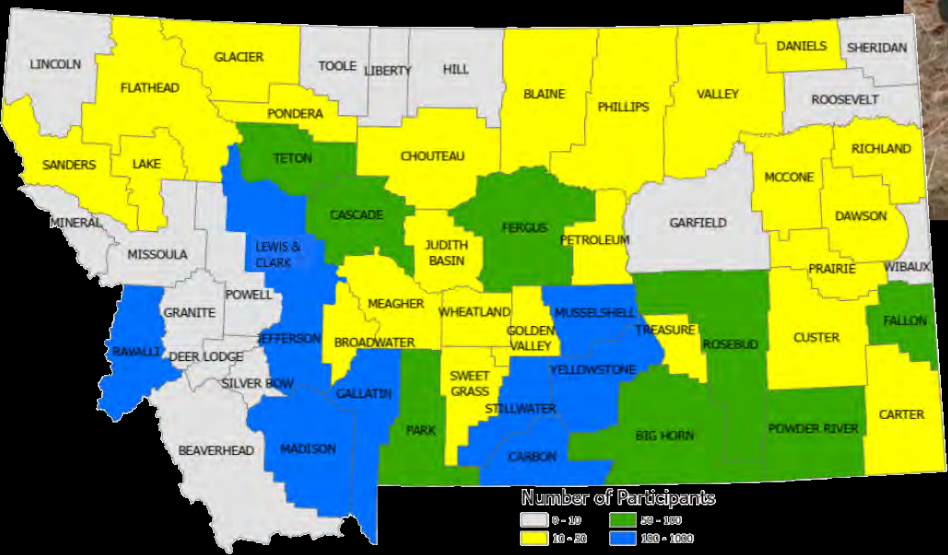 LINCOLN
FLATHEAD
GLACIER
TOOLE
LIBERTY
HILL
BLAINE
PHILLIPS
VALLEY
DANIELS
SHERIDAN
ROOSEVELT
PONDERA
SANDERS
LAKE
TETON
CHOUTEAU
MCCONE
RICHLAND
MINERAL
MISSOULA
LEWIS &
CLARK
CASCADE
JUDITH
BASIN
FERGUS
PETROLEUM
GARFIELD
DAWSON
PRAIRIE
WIBAUX
POWELL
GRANITE
MEAGHER
WHEATLAND
GOLDEN
VALLEY
MUSSELSHELL
TREASURE
ROSEBUD
CUSTER
FALLON
RAVALLI
DEER LODGE
JEFFERSON
BROADWATER
SILVER BOW
GALLATIN
SWEET
GRASS
STILLWATER
YELLOWSTONE
BEAVERHEAD
MADISON
PARK
CARBON
BIG HORN
POWDER RIVER
CARTER
Number of Participants
0 - 10
50 - 100
10 - 50
100 - 1000